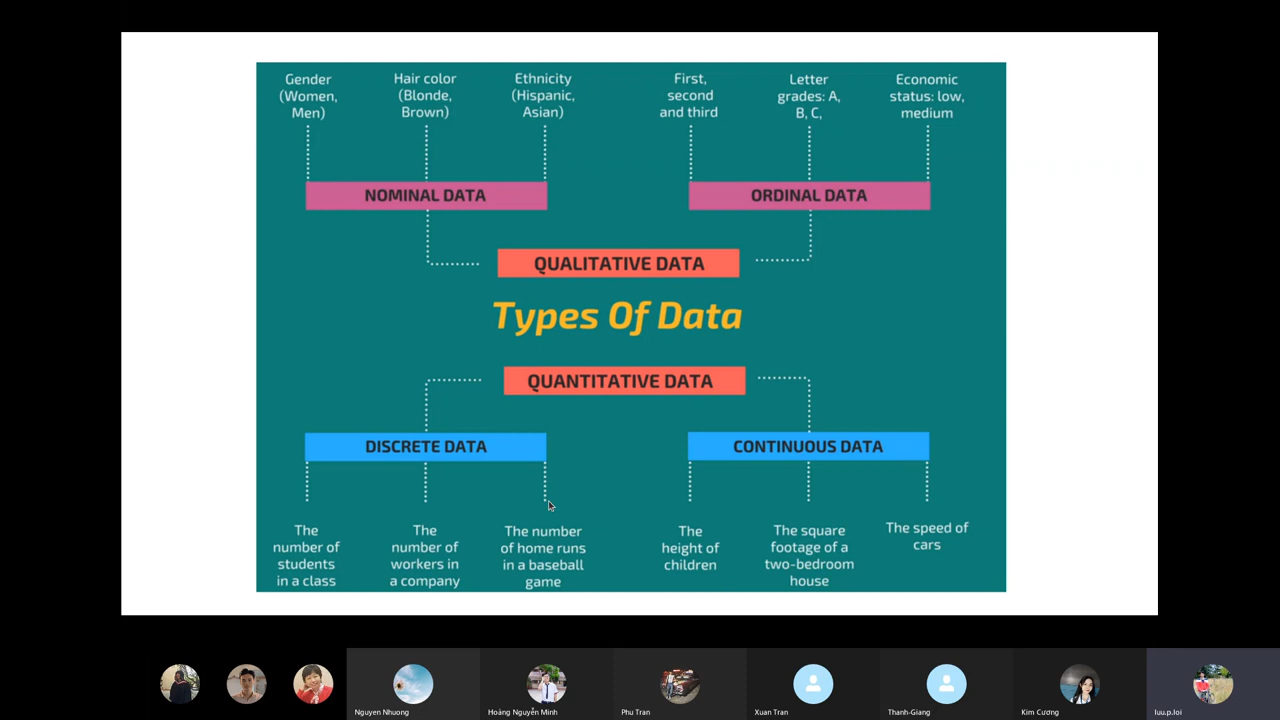 Gender
(Women,
Men)
Hair color
(Blonde,
Brown)
Ethnicity
(Hispanic,
Asian)
First,
second
and third
Letter
grades: A,
B, C,
Economic
status: low,
medium
NOMINAL DATA
ORDINAL DATA
QUALITATIVE DATA
Types Of Data
QUANTITATIVE DATA
DISCRETE DATA
CONTINUOUS DATA
The
number of
students
in a class
The
number of
workers in
a company
The number
of home runs
in a baseball
game
The
height of
children
The square
footage of a
two-bedroom
house
The speed of
cars
Nguyen Nhuong
Hoàng Nguyễn Minh
Phu Tran
Xuan Tran
Thanh-Giang
Kim Cương
luu.p.loi